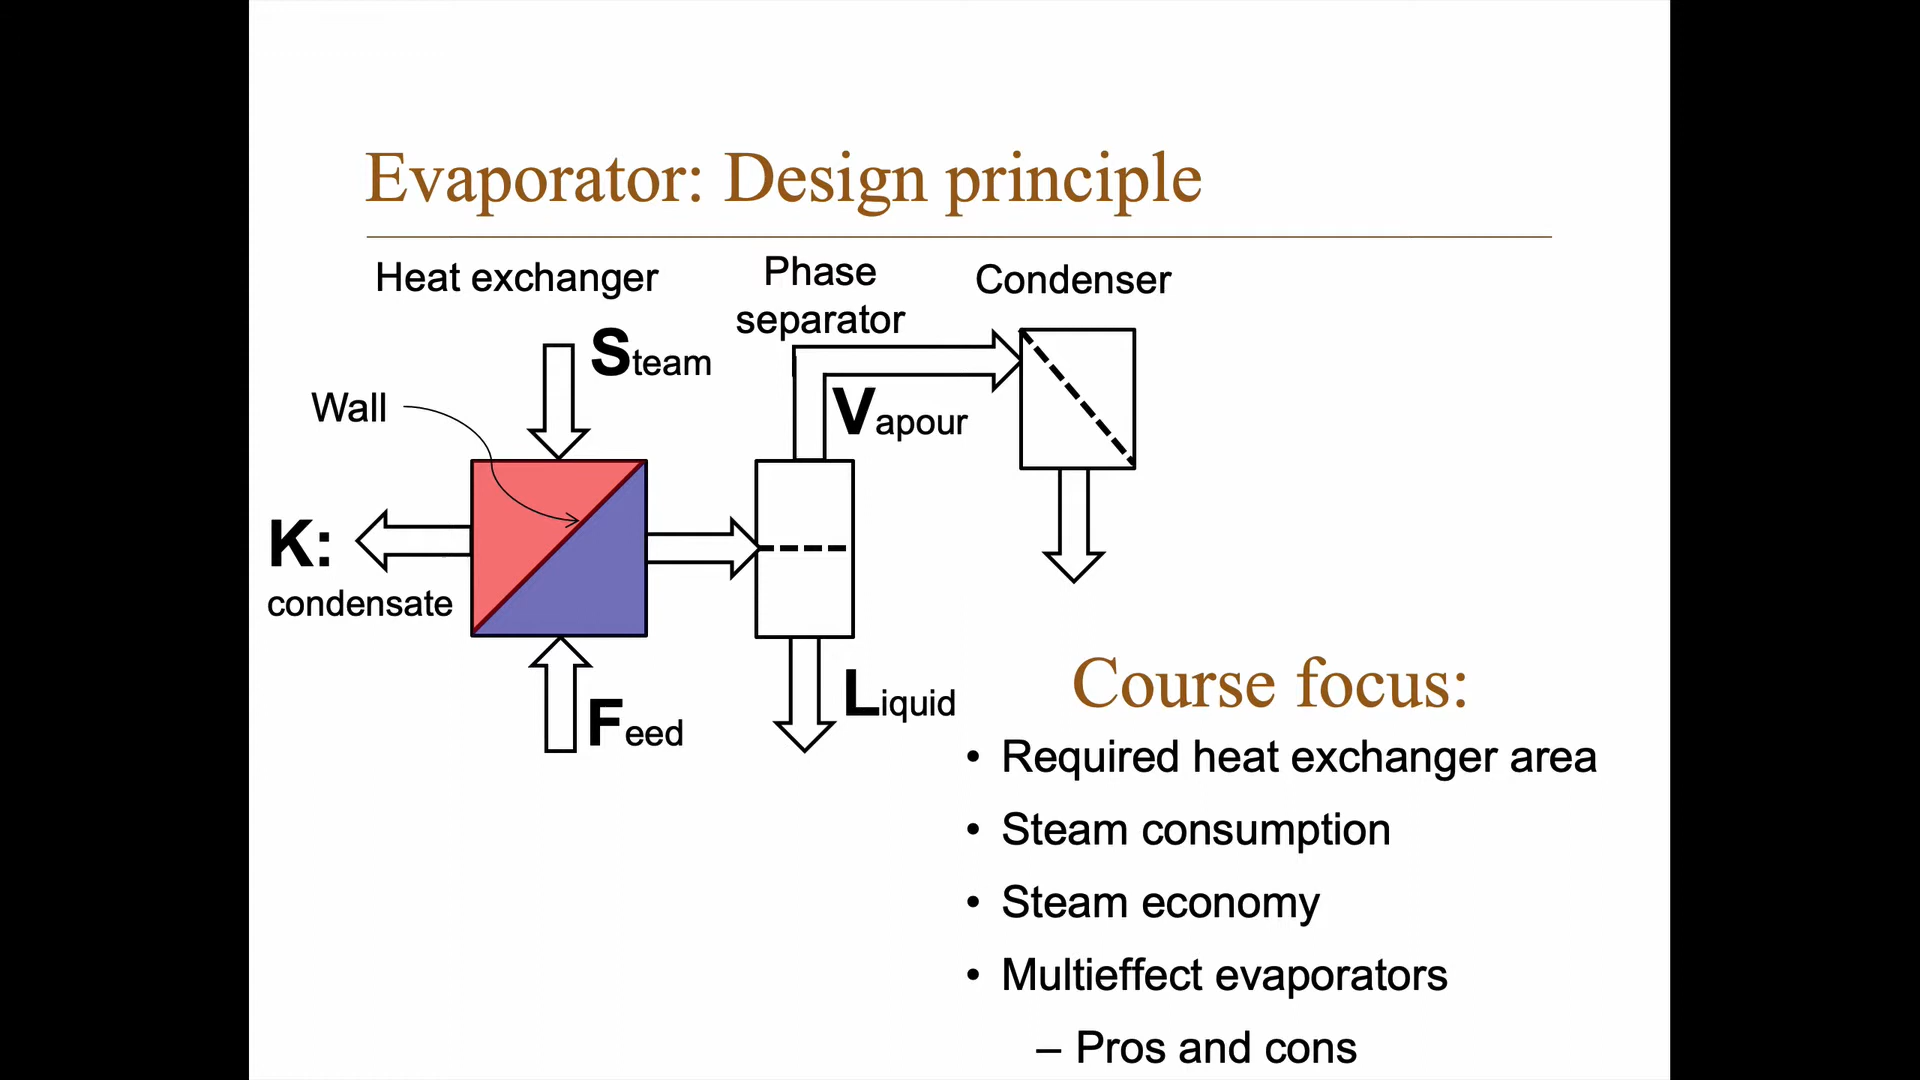 Evaporator: Design principle
Heat exchanger
Phase
separator
Condenser
Steam
Wall
Vapour
K:
condensate
Liquid
Feed
Course focus:
• Required heat exchanger area
• Steam consumption
• Steam economy
• Multieffect evaporators
– Pros and cons